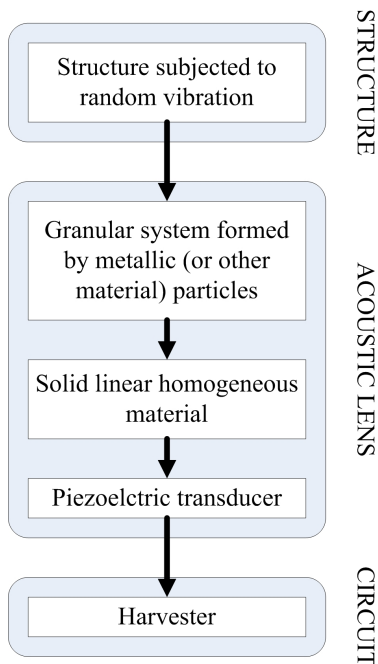 Structure subjected to
random vibration
STRUCTURE
Granular system formed
by metallic (or other
material) particles
Solid linear homogeneous
material
Piezoelctric transducer
ACOUSTIC LENS
Harvester
CIRCUIT